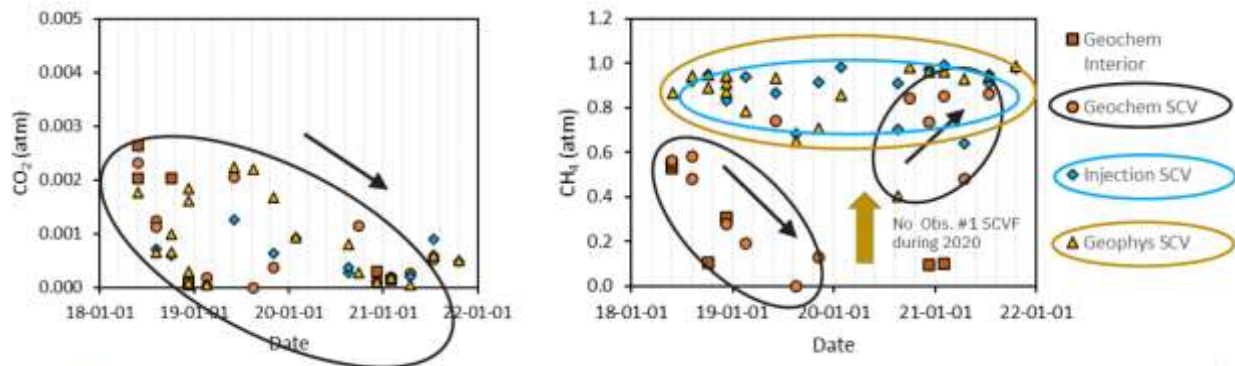 0.005
0.004
0.003
0.002
0.001
0.000
CO₂ (atm)
18-01-01 19-01-01 20-01-01 21-01-01 22-01-01
Date
1.2
1.0
0.8
0.6
0.4
0.2
0.0
CH₄ (atm)
No Obs. #1 SCVF
during 2020
18-01-01 19-01-01 20-01-01 21-01-01 22-01-01
Date
Geochem
Interior
Geochem SCV
Injection SCV
Geophys SCV